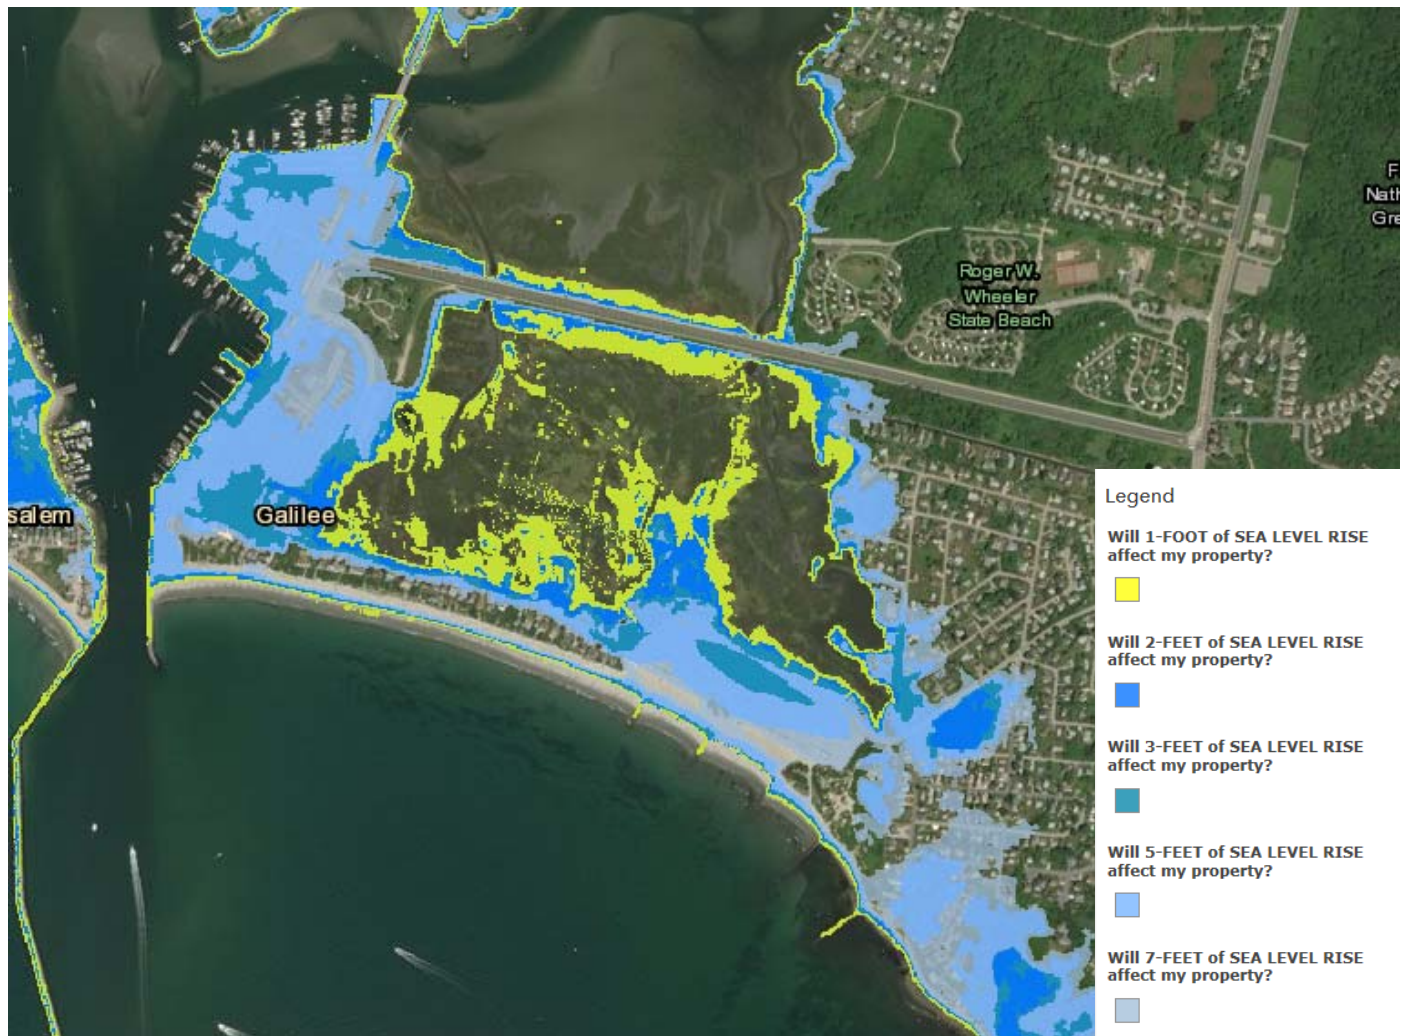 F
Nath
Gre
Roger W.
Wheeler
State Beach
salem
Galilee
Legend
Will 1-FOOT of SEA LEVEL RISE
affect my property?
Will 2-FEET of SEA LEVEL RISE
affect my property?
Will 3-FEET of SEA LEVEL RISE
affect my property?
Will 5-FEET of SEA LEVEL RISE
affect my property?
Will 7-FEET of SEA LEVEL RISE
affect my property?